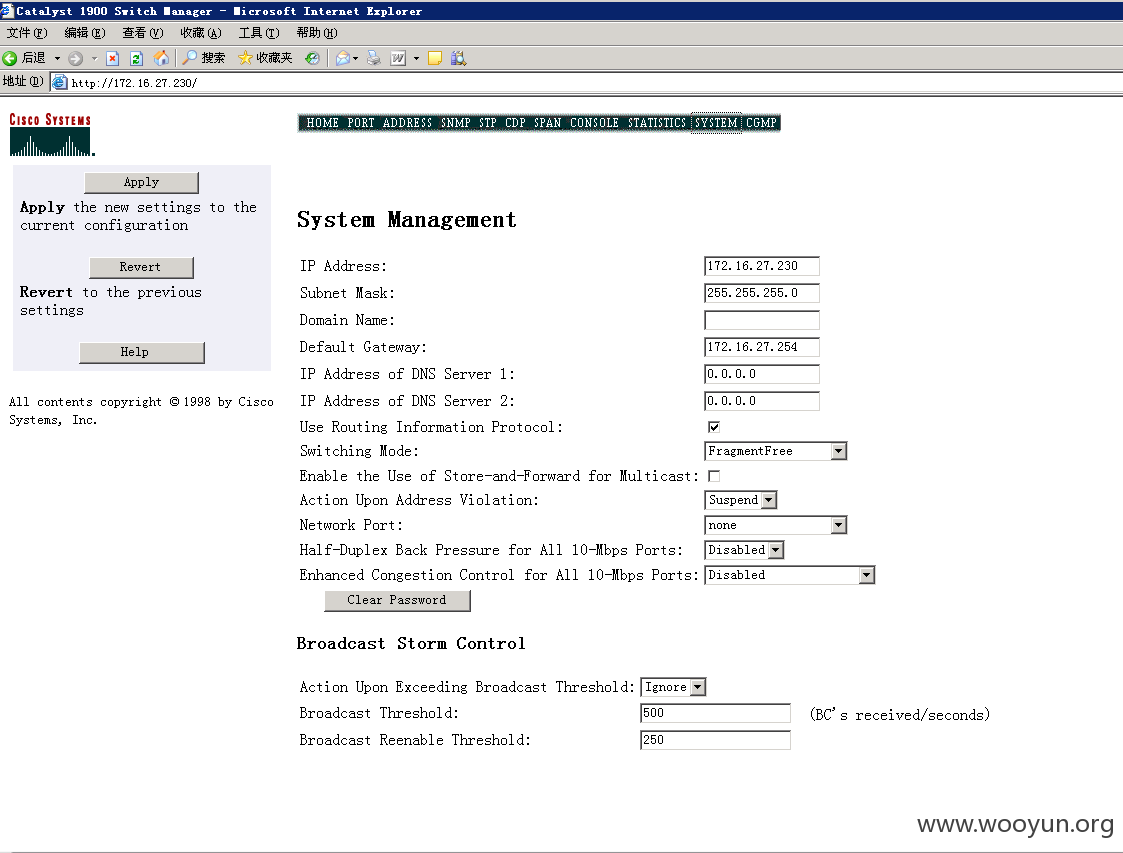 Catalyst 1900 Switch Manager - Microsoft Internet Explorer
文件(F) 编辑(E) 查看(V) 收藏(A) 工具(T) 帮助(H)
后退 搜索 收藏夹
地址(D) http://172.16.27.230/
CISCO SYSTEMS
HOME PORT ADDRESS SNMP STP CDP SPAN CONSOLE STATISTICS SYSTEM CGMP
Apply
Apply the new settings to the
current configuration
Revert
Revert to the previous
settings
Help
All contents copyright © 1998 by Cisco
Systems, Inc.
System Management
IP Address: 172.16.27.230
Subnet Mask: 255.255.255.0
Domain Name:
Default Gateway: 172.16.27.254
IP Address of DNS Server 1: 0.0.0.0
IP Address of DNS Server 2: 0.0.0.0
Use Routing Information Protocol:
Switching Mode: FragmentFree
Enable the Use of Store-and-Forward for Multicast:
Action Upon Address Violation: Suspend
Network Port: none
Half-Duplex Back Pressure for All 10-Mbps Ports: Disabled
Enhanced Congestion Control for All 10-Mbps Ports: Disabled
Clear Password
Broadcast Storm Control
Action Upon Exceeding Broadcast Threshold: Ignore
Broadcast Threshold: 500 (BC's received/seconds)
Broadcast Reenable Threshold: 250
www.wooyun.org